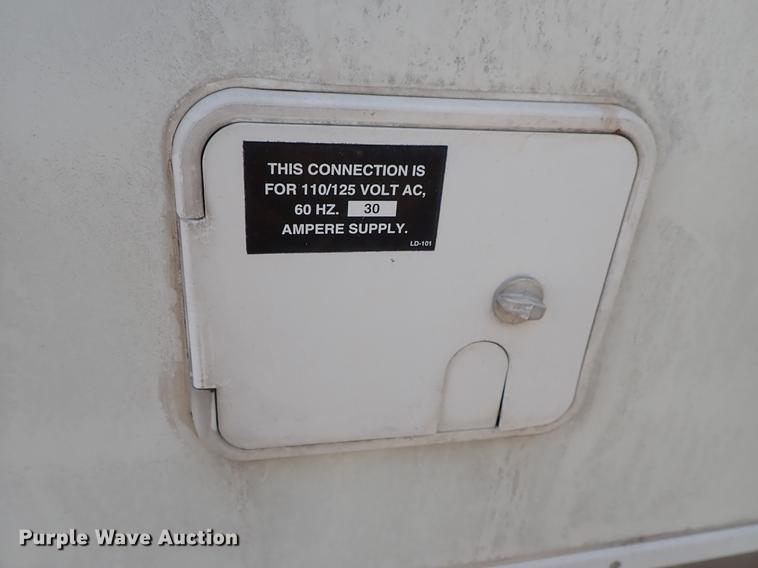 THIS CONNECTION IS
FOR 110/125 VOLT AC,
60 HZ. 30
AMPERE SUPPLY.
LD-101
Purple Wave Auction®